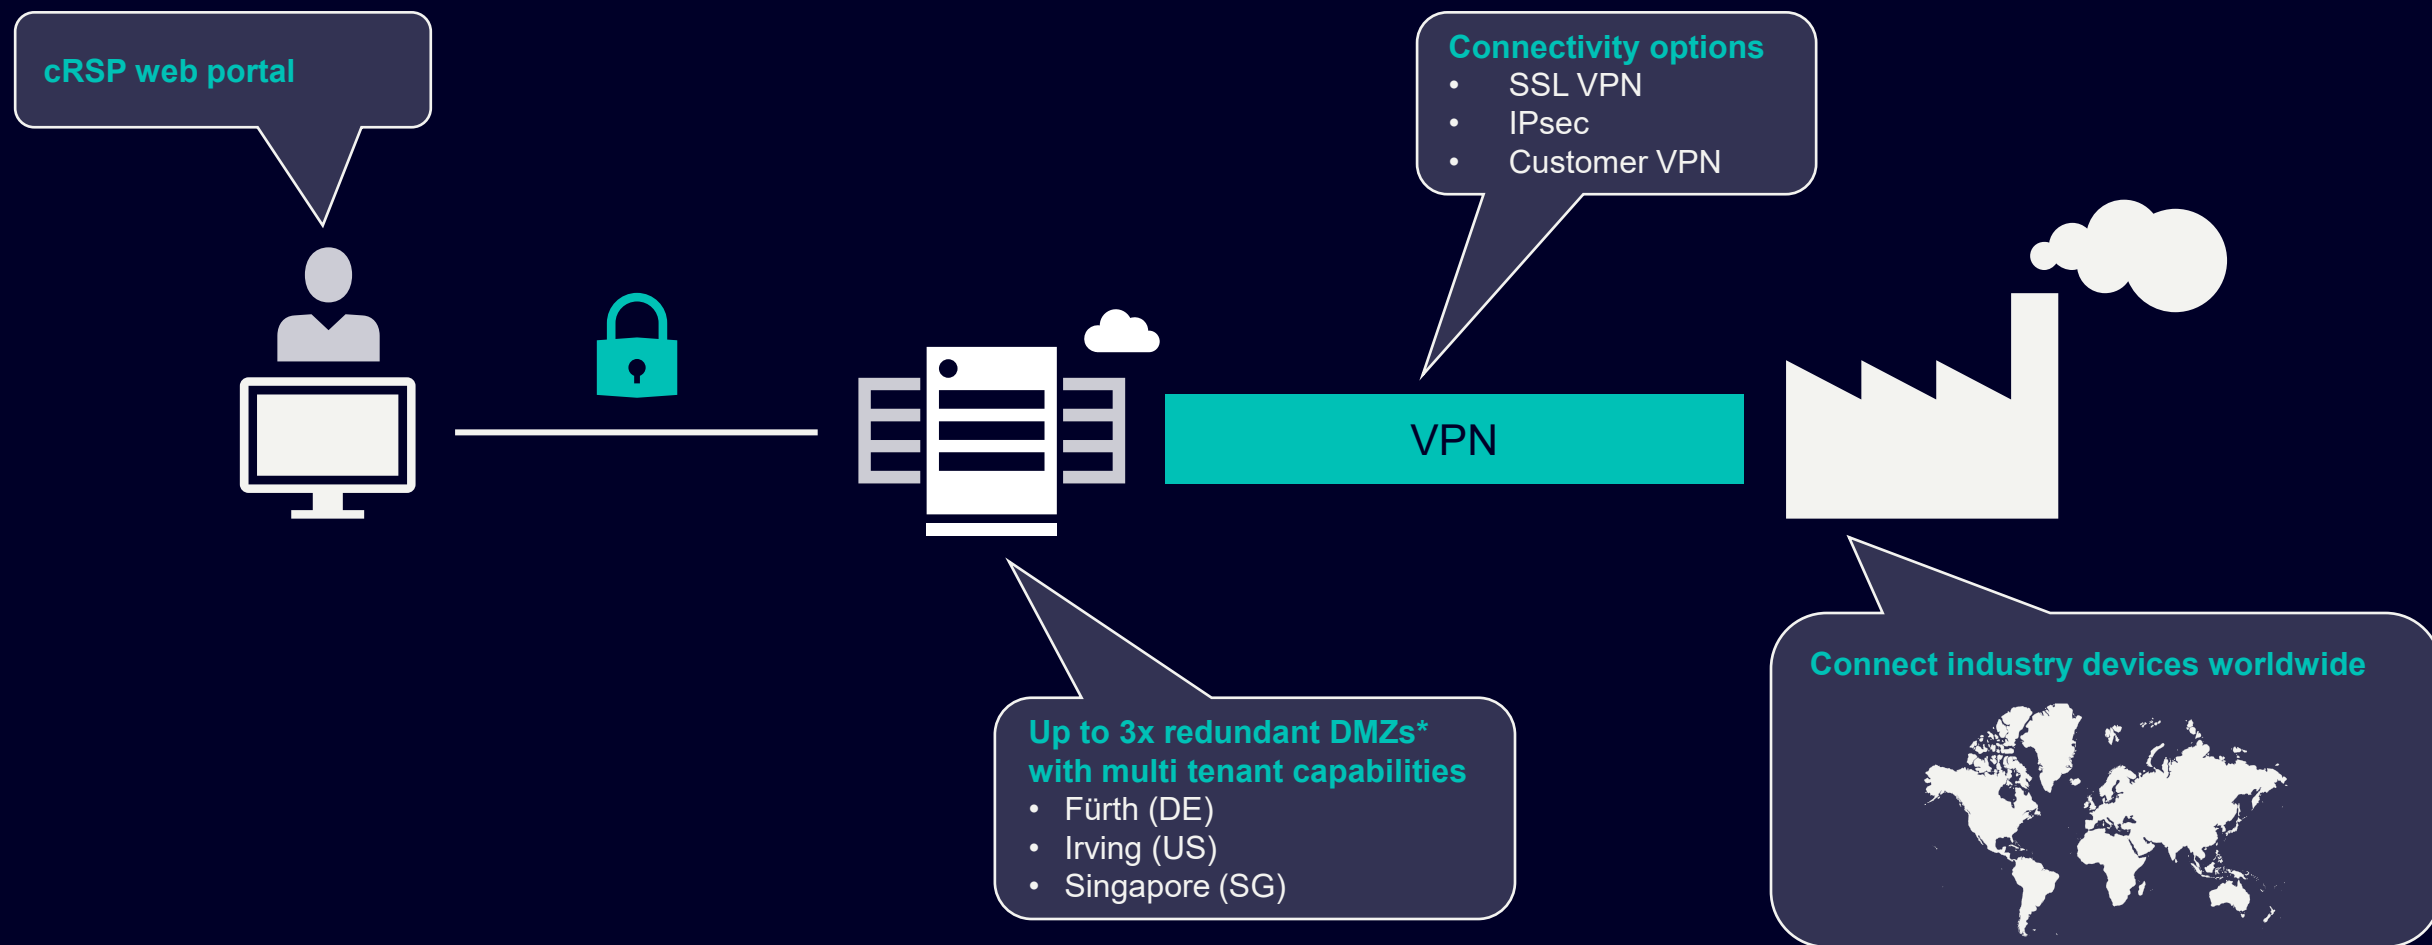 cRSP web portal
Connectivity options
• SSL VPN
• IPsec
• Customer VPN
VPN
Connect industry devices worldwide
Up to 3x redundant DMZs*
with multi tenant capabilities
• Fürth (DE)
• Irving (US)
• Singapore (SG)